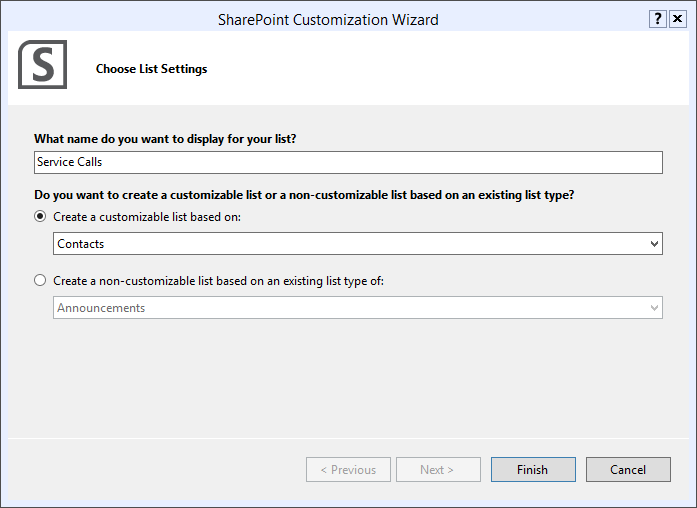 SharePoint Customization Wizard
?
S
Choose List Settings
What name do you want to display for your list?
Service Calls
Do you want to create a customizable list or a non-customizable list based on an existing list type?
Create a customizable list based on:
Contacts
Create a non-customizable list based on an existing list type of:
Announcements
< Previous
Next >
Finish
Cancel